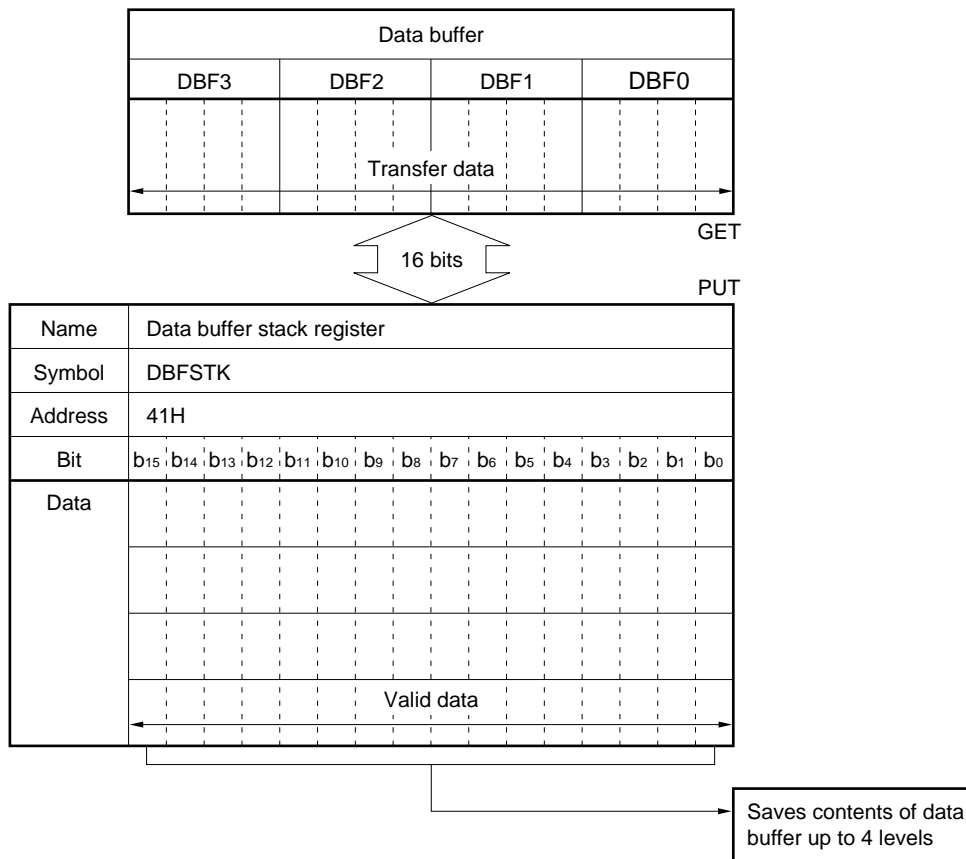 Data buffer
DBF3 DBF2 DBF1 DBF0
Transfer data
GET
16 bits
PUT
Name Data buffer stack register
Symbol DBFSTK
Address 41H
Bit b15 b14 b13 b12 b11 b10 b9 b8 b7 b6 b5 b4 b3 b2 b1 b0
Data
Valid data
Saves contents of data
buffer up to 4 levels